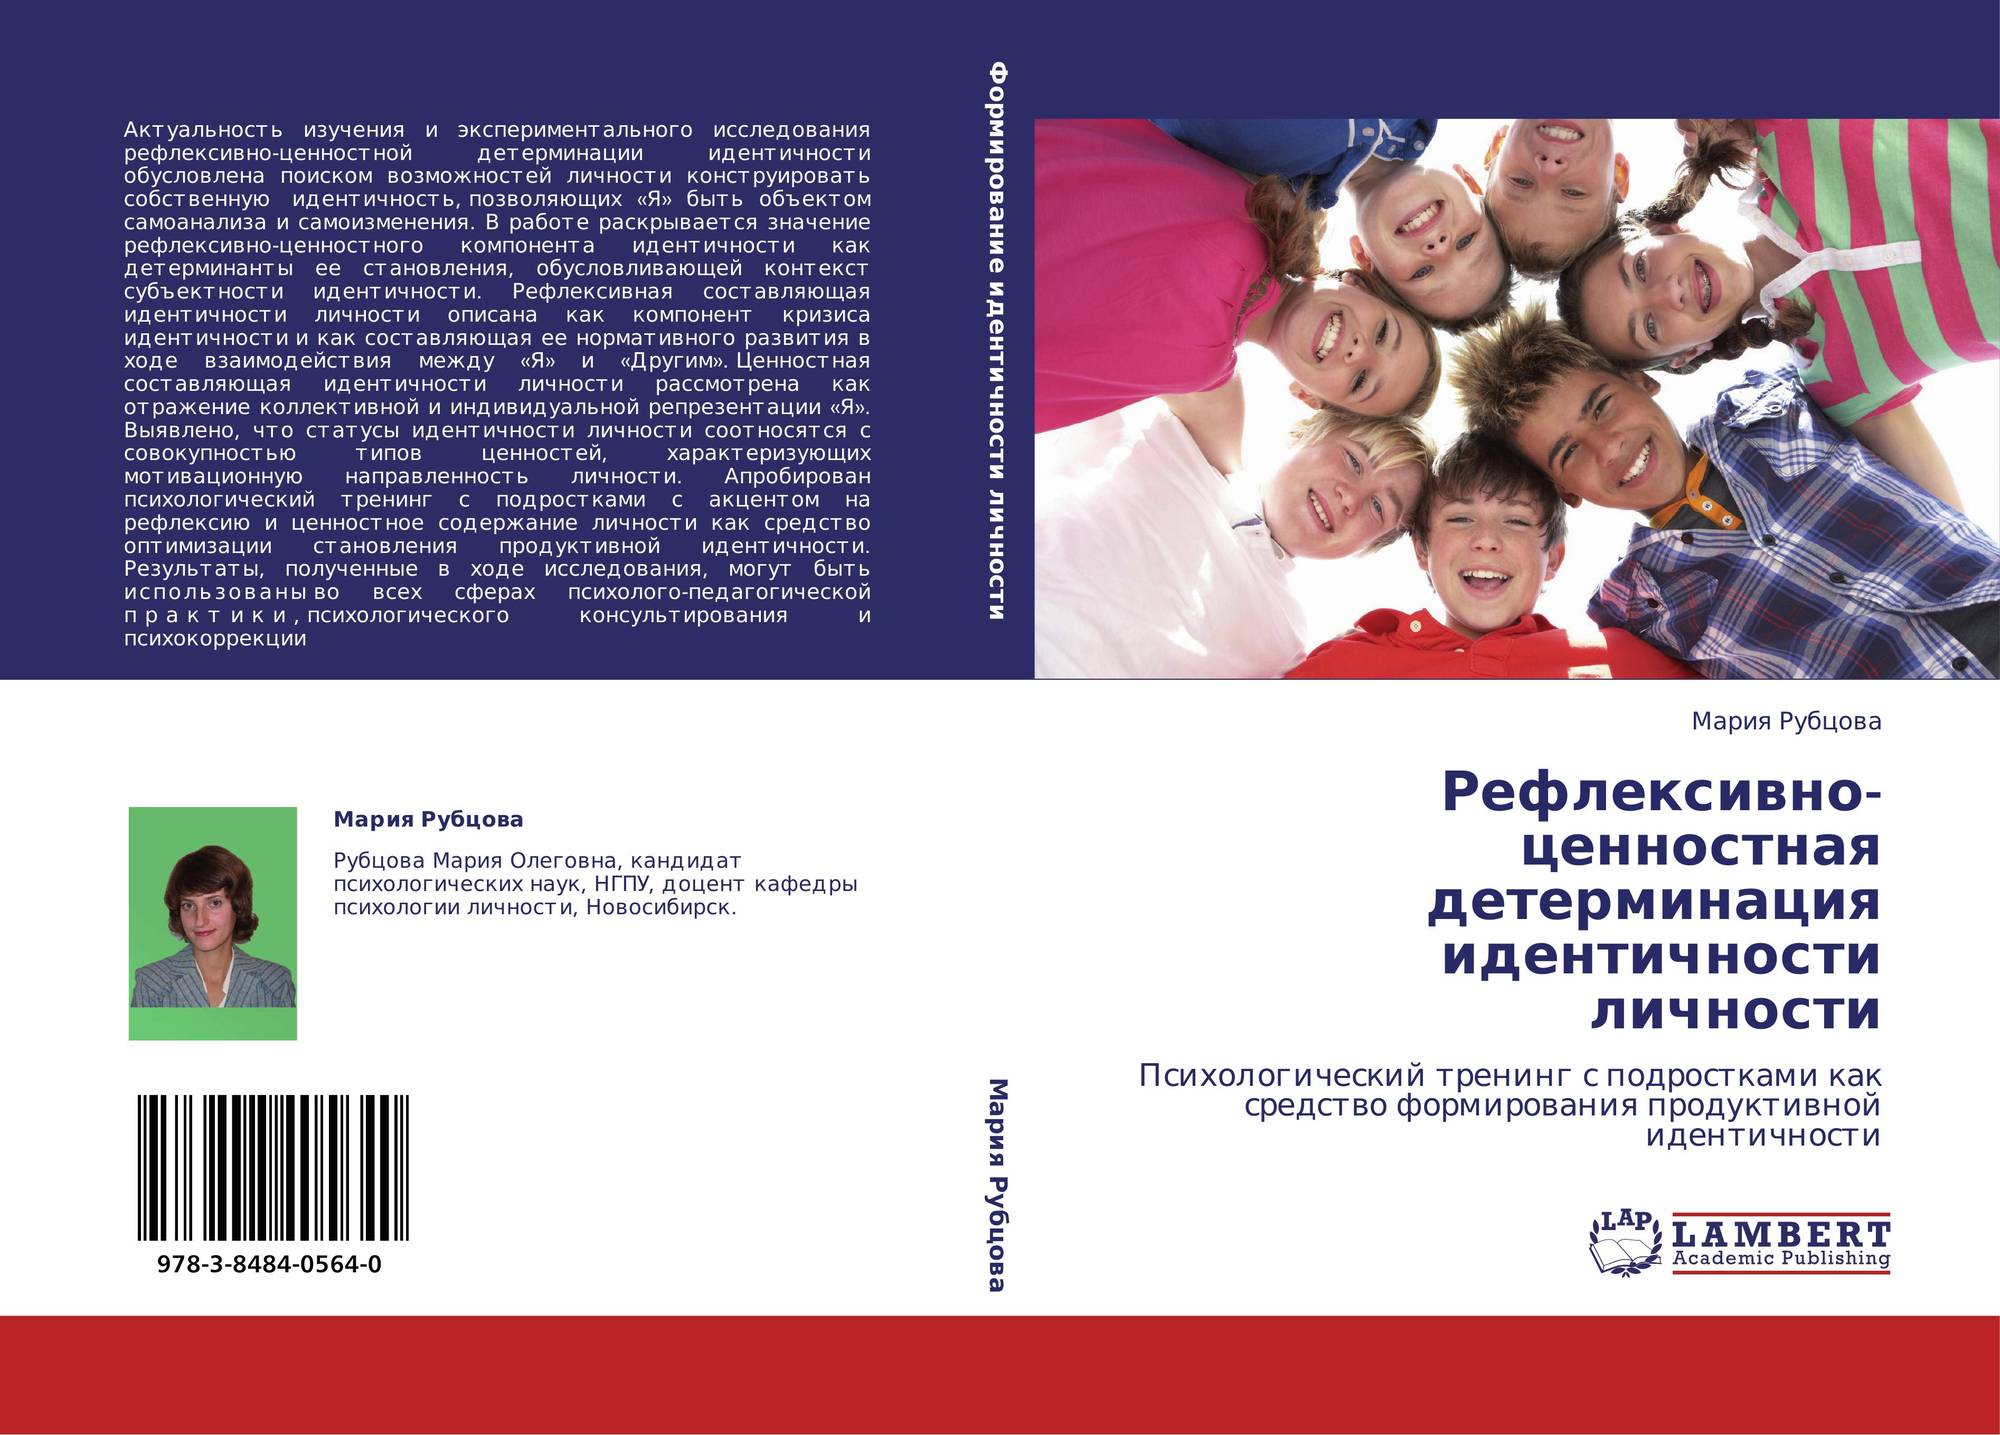 Актуальность изучения и экспериментального исследования
рефлексивно-ценностной детерминации идентичности
обусловлена поиском возможностей личности конструировать
собственную идентичность, позволяющих «Я» быть объектом
самоанализа и самоизменения. В работе раскрывается значение
рефлексивно-ценностного компонента идентичности как
детерминанты ее становления, обусловливающей контекст
субъектности идентичности. Рефлексивная составляющая
идентичности личности описана как компонент кризиса
идентичности и как составляющая ее нормативного развития в
ходе взаимодействия между «Я» и «Другим». Ценностная
составляющая идентичности личности рассмотрена как
отражение коллективной и индивидуальной репрезентации «Я».
Выявлено, что статусы идентичности личности соотносятся с
совокупностью типов ценностей, характеризующих
мотивационную направленность личности. Апробирован
психологический тренинг с подростками с акцентом на
рефлексию и ценностное содержание личности как средство
оптимизации становления продуктивной идентичности.
Результаты, полученные в ходе исследования, могут быть
использованы во всех сферах психолого-педагогической
практики, психологического консультирования и
психокоррекции
Мария Рубцова
Рубцова Мария Олеговна, кандидат
психологических наук, НГПУ, доцент кафедры
психологии личности, Новосибирск.
978-3-8484-0564-0
Формирование идентичности личности
Мария Рубцова
Мария Рубцова
Рефлексивно-
ценностная
детерминация
идентичности
личности
Психологический тренинг с подростками как
средство формирования продуктивной
идентичности
LAP
LAMBERT
Academic Publishing